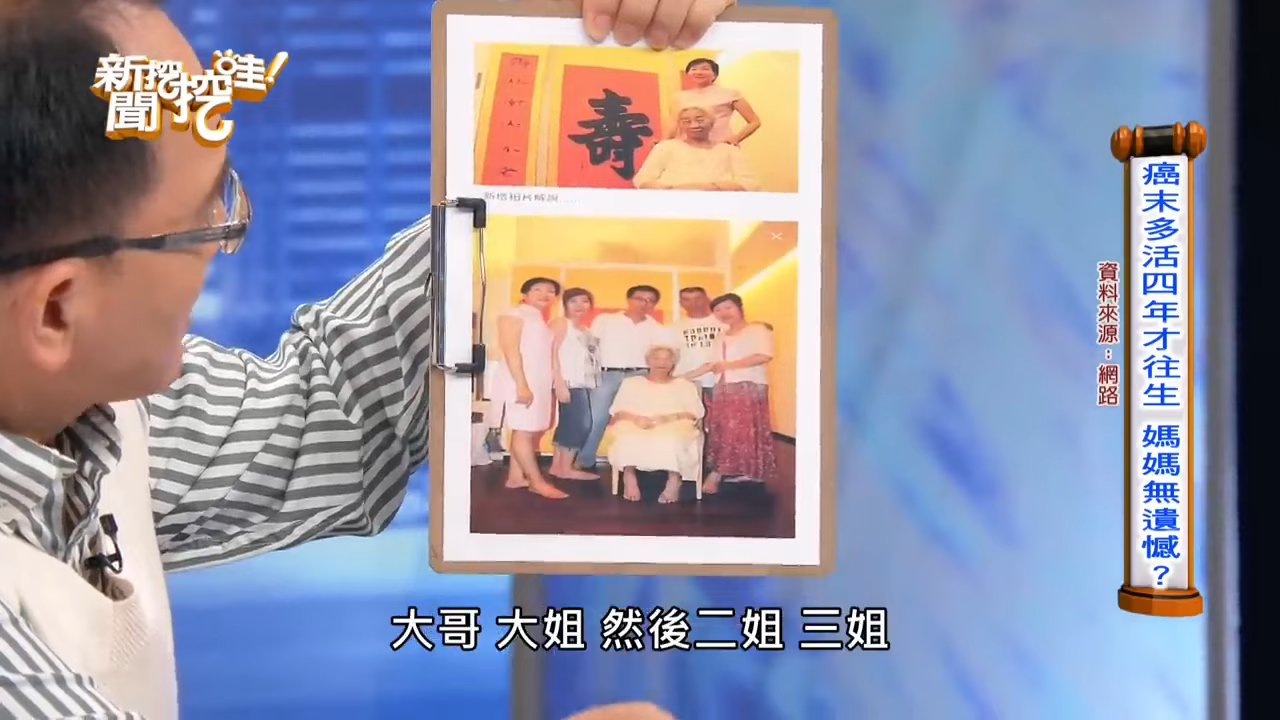 新聞挖挖哇!
壽
癌末多活四年才往生 媽媽無遺憾?
資料來源:網路
大哥 大姐 然後二姐 三姐